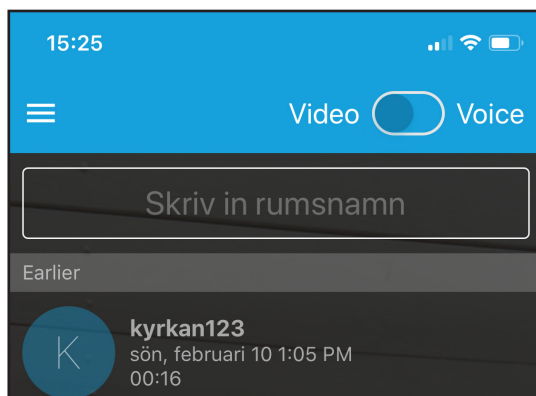 15:25
Video Voice
Skriv in rumsnamn
Earlier
K
kyrkan123
sön, februari 10 1:05 PM
00:16